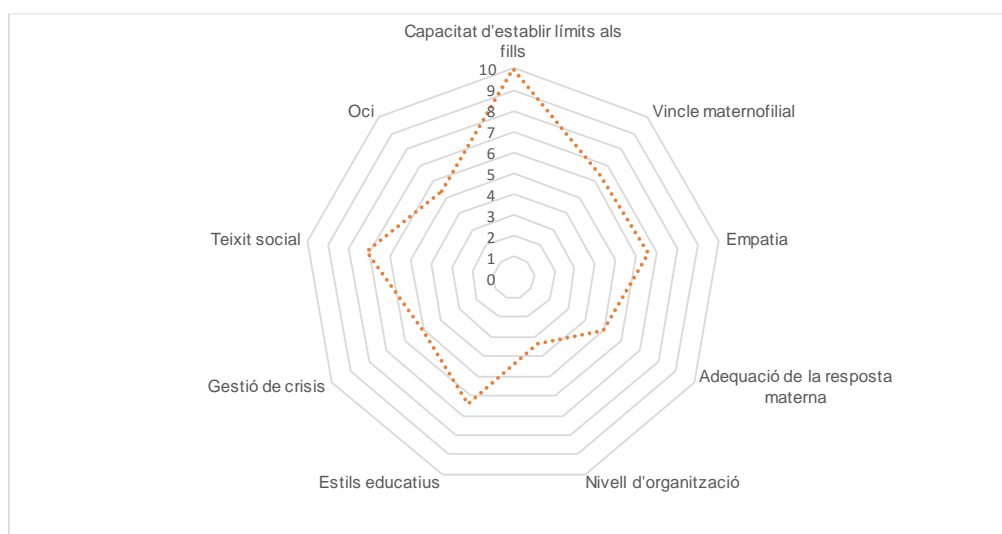 Capacitat d'establir límits als
fills
10
9
8
7
6
5
4
3
2
1
0
Vincle maternofilial
Empatia
Adequació de la resposta
materna
Nivell d'organització
Estils educatius
Gestió de crisis
Teixit social
Oci